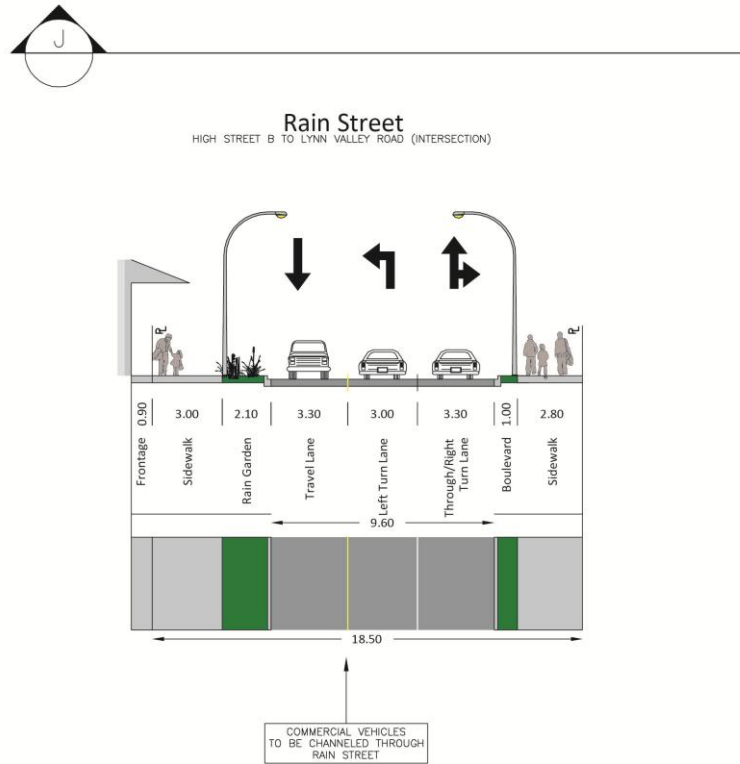 J
Rain Street
HIGH STREET B TO LYNN VALLEY ROAD (INTERSECTION)
PL
PL
0.90
3.00
2.10
3.30
3.00
3.30
1.00
2.80
Frontage
Sidewalk
Rain Garden
Travel Lane
Left Turn Lane
Through/Right
Turn Lane
Boulevard
Sidewalk
9.60
18.50
COMMERCIAL VEHICLES
TO BE CHANNELED THROUGH
RAIN STREET